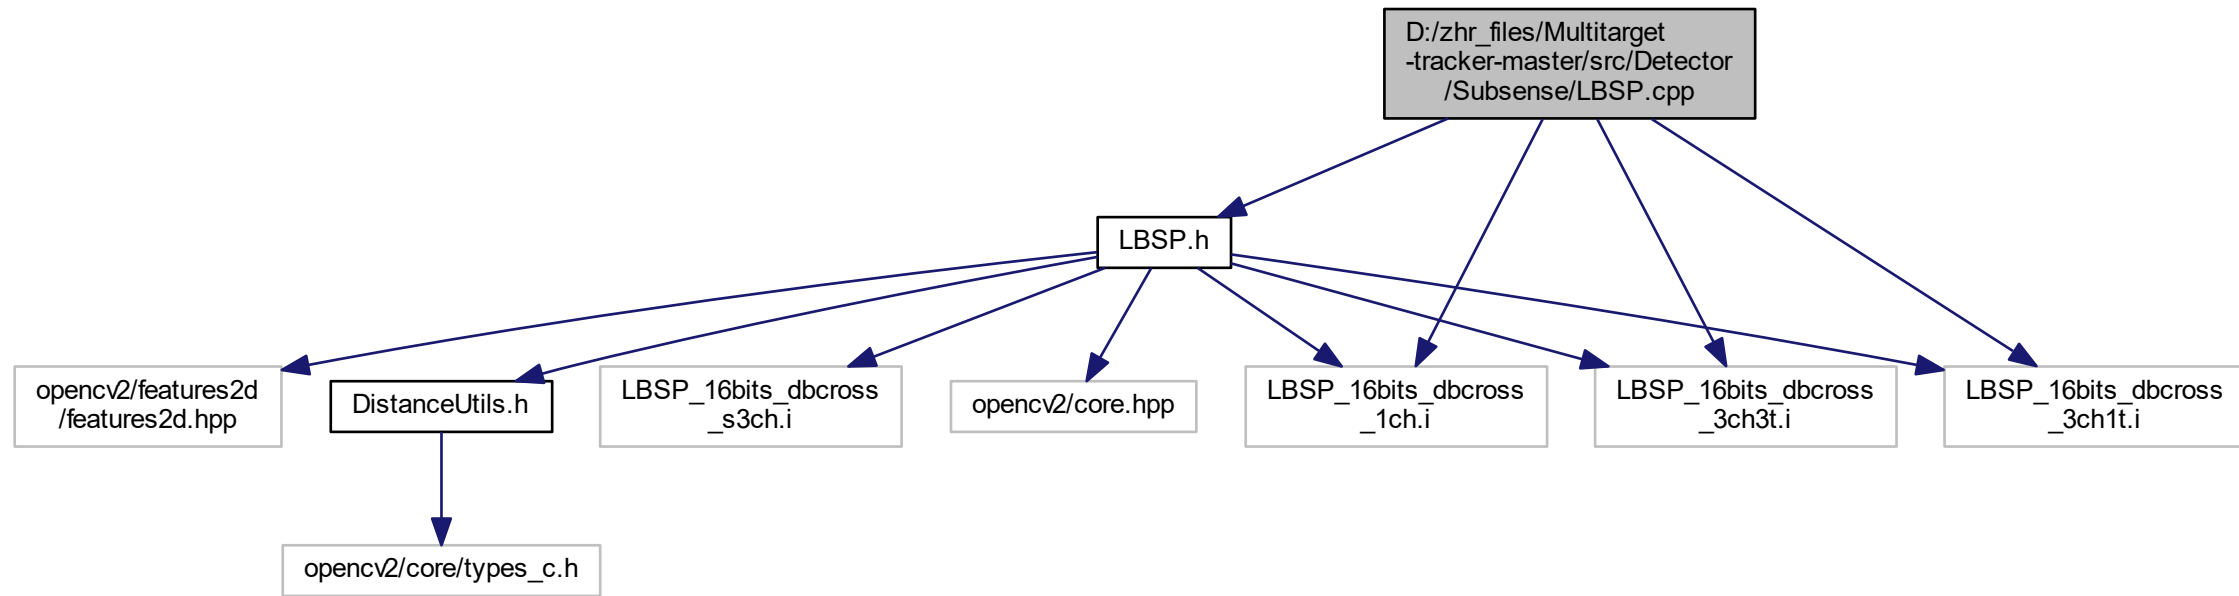 D:/zhr_files/Multitarget
-tracker-master/src/Detector
/Subsense/LBSP.cpp
LBSP.h
opencv2/features2d
/features2d.hpp
DistanceUtils.h
LBSP_16bits_dbcross
_s3ch.i
opencv2/core.hpp
LBSP_16bits_dbcross
_1ch.i
LBSP_16bits_dbcross
_3ch3t.i
LBSP_16bits_dbcross
_3ch1t.i
opencv2/core/types_c.h